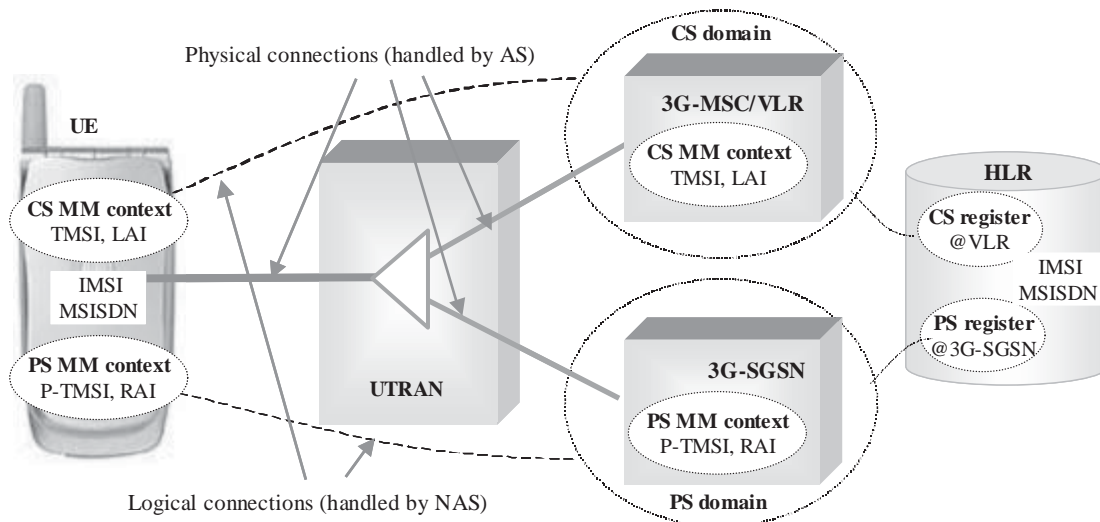 Physical connections (handled by AS)
CS domain
UE
3G-MSC/VLR
CS MM context
TMSI, LAI
HLR
CS MM context
TMSI, LAI
CS register
@VLR
IMSI
MSISDN
IMSI
MSISDN
PS register
@3G-SGSN
PS MM context
P-TMSI, RAI
UTRAN
3G-SGSN
PS MM context
P-TMSI, RAI
Logical connections (handled by NAS)
PS domain